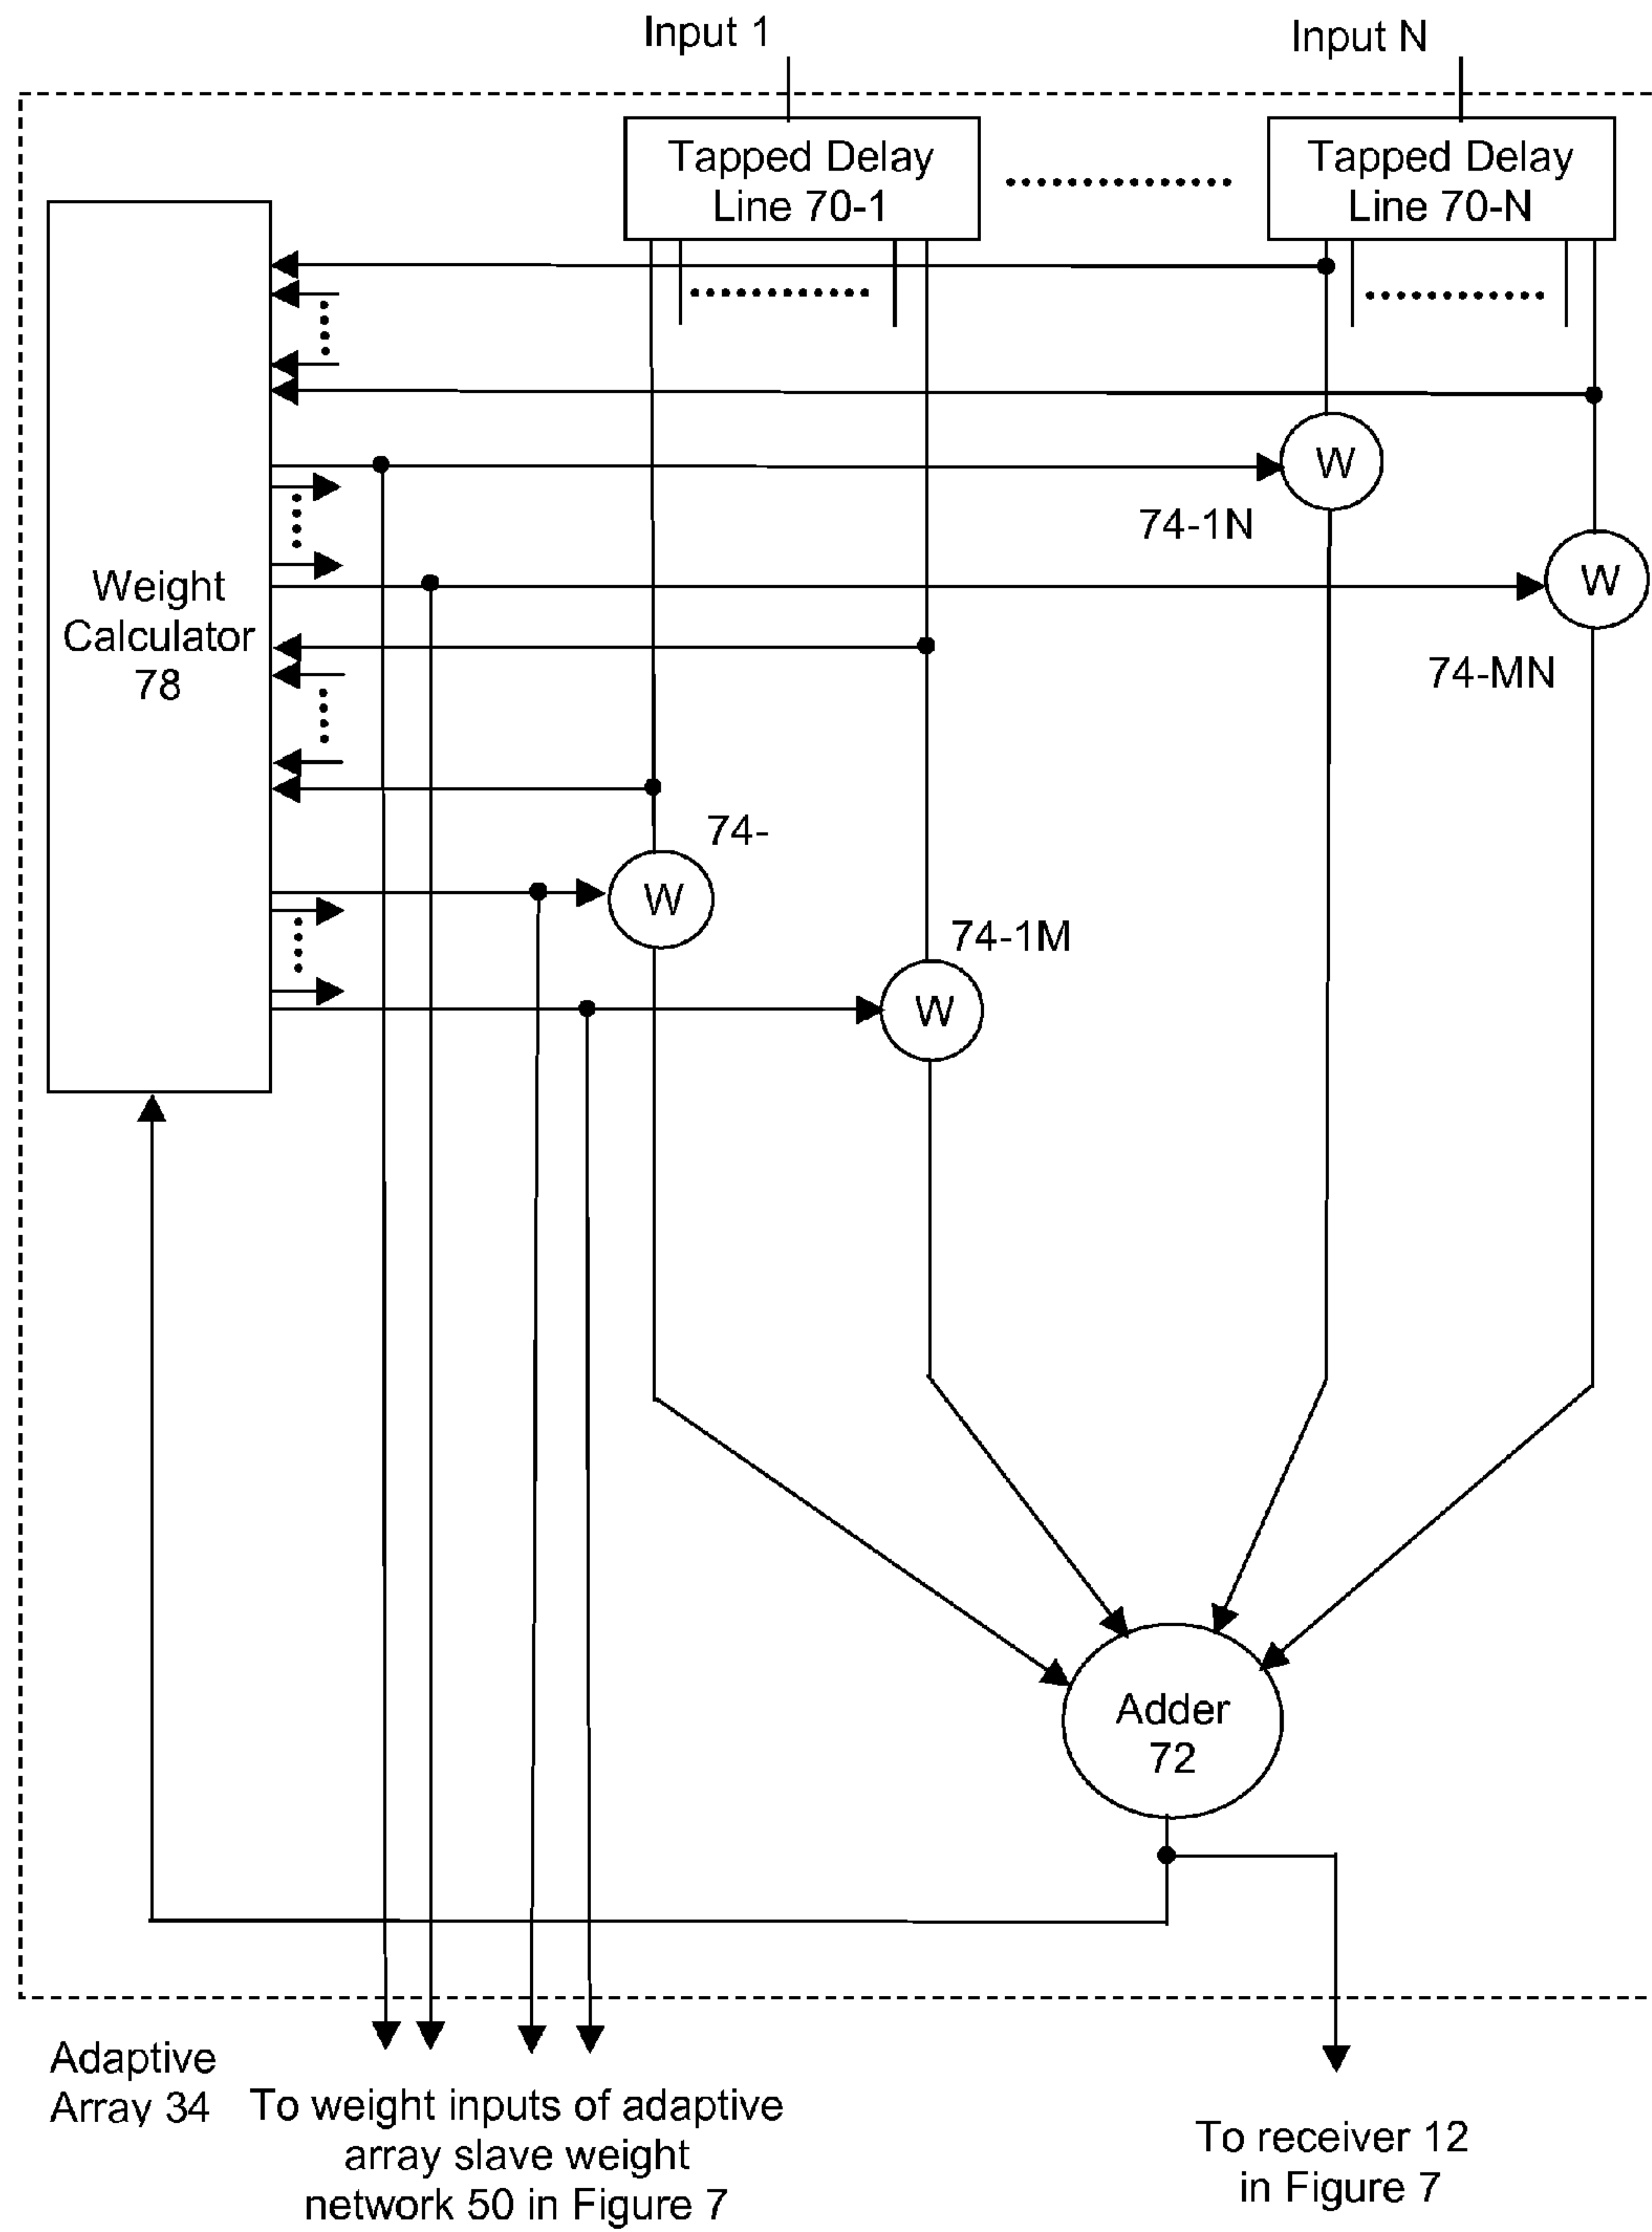 Input 1
Input N
Tapped Delay
Line 70-1
Tapped Delay
Line 70-N
W
74-1N
W
74-MN
Weight
Calculator
78
74-
W
74-1M
W
Adder
72
Adaptive
Array 34
To weight inputs of adaptive
array slave weight
network 50 in Figure 7
To receiver 12
in Figure 7